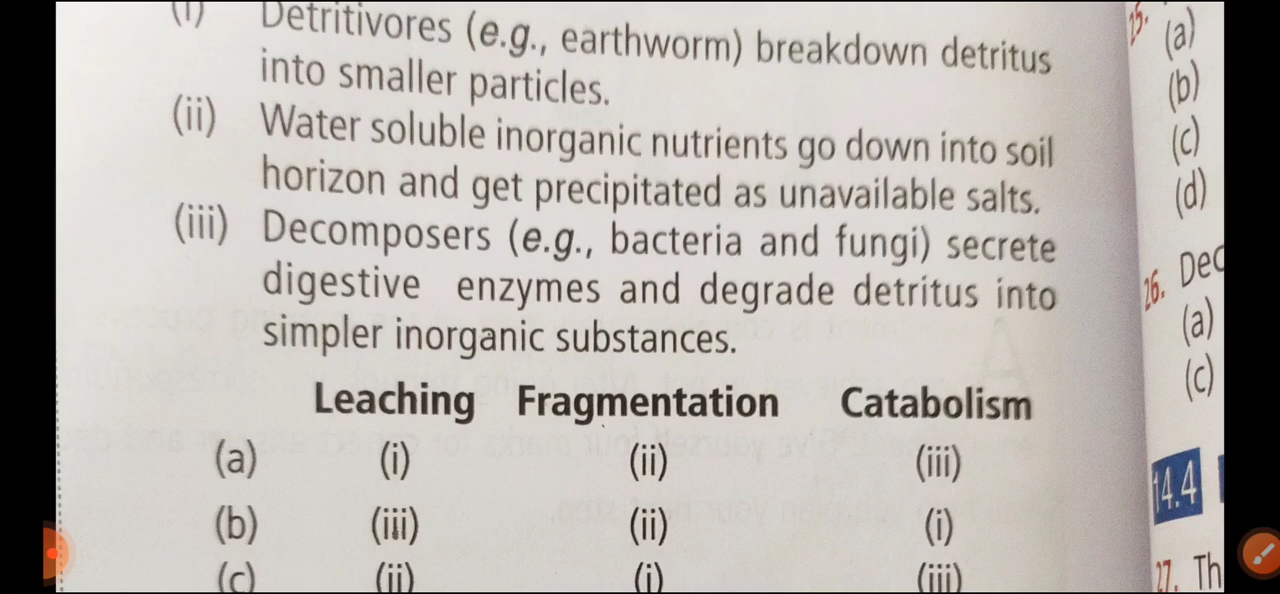 (i) Detritivores (e.g., earthworm) breakdown detritus
into smaller particles.
(ii) Water soluble inorganic nutrients go down into soil
horizon and get precipitated as unavailable salts.
(iii) Decomposers (e.g., bacteria and fungi) secrete
digestive enzymes and degrade detritus into
simpler inorganic substances.
Leaching Fragmentation Catabolism
(a) (i) (ii) (iii)
(b) (iii) (ii) (i)
(c) (ii) (i) (iii)
25. (a)
(b)
(c)
(d)
26. Dec
(a)
(c)
14.4
27. Th